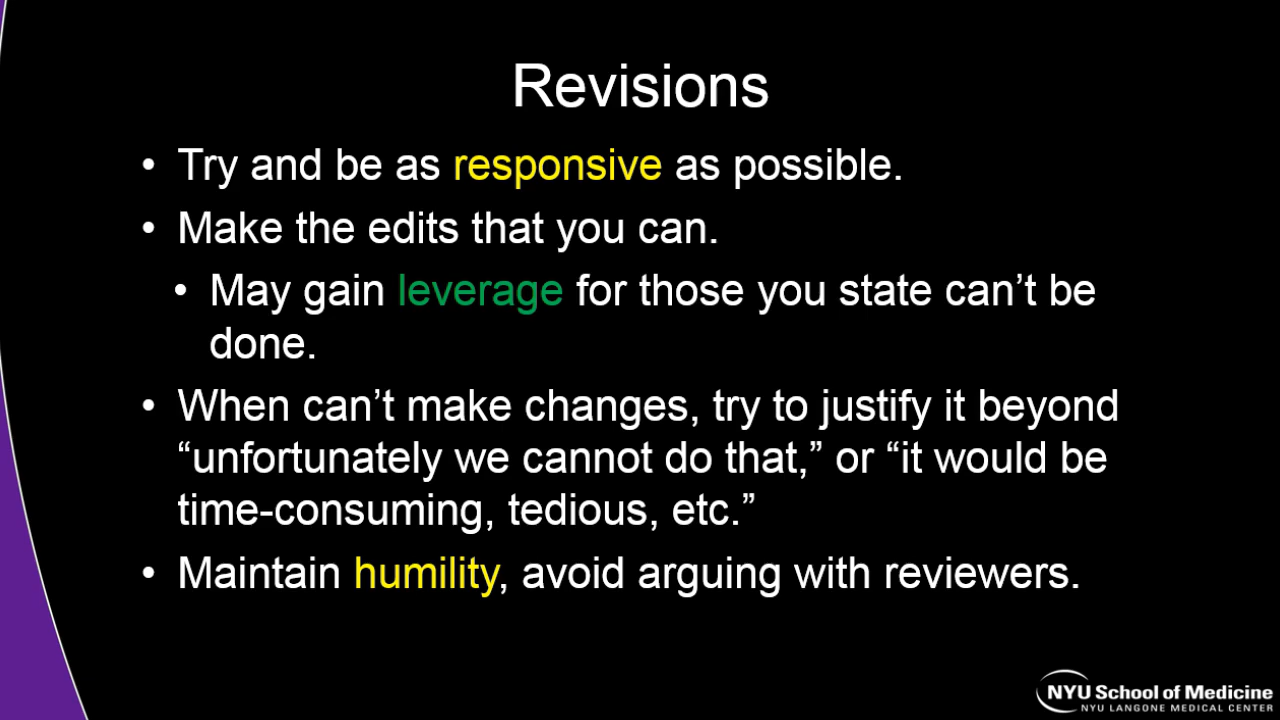 Revisions
• Try and be as responsive as possible.
• Make the edits that you can.
• May gain leverage for those you state can’t be
done.
• When can’t make changes, try to justify it beyond
“unfortunately we cannot do that,” or “it would be
time-consuming, tedious, etc.”
• Maintain humility, avoid arguing with reviewers.
NYU School of Medicine
NYU LANGONE MEDICAL CENTER